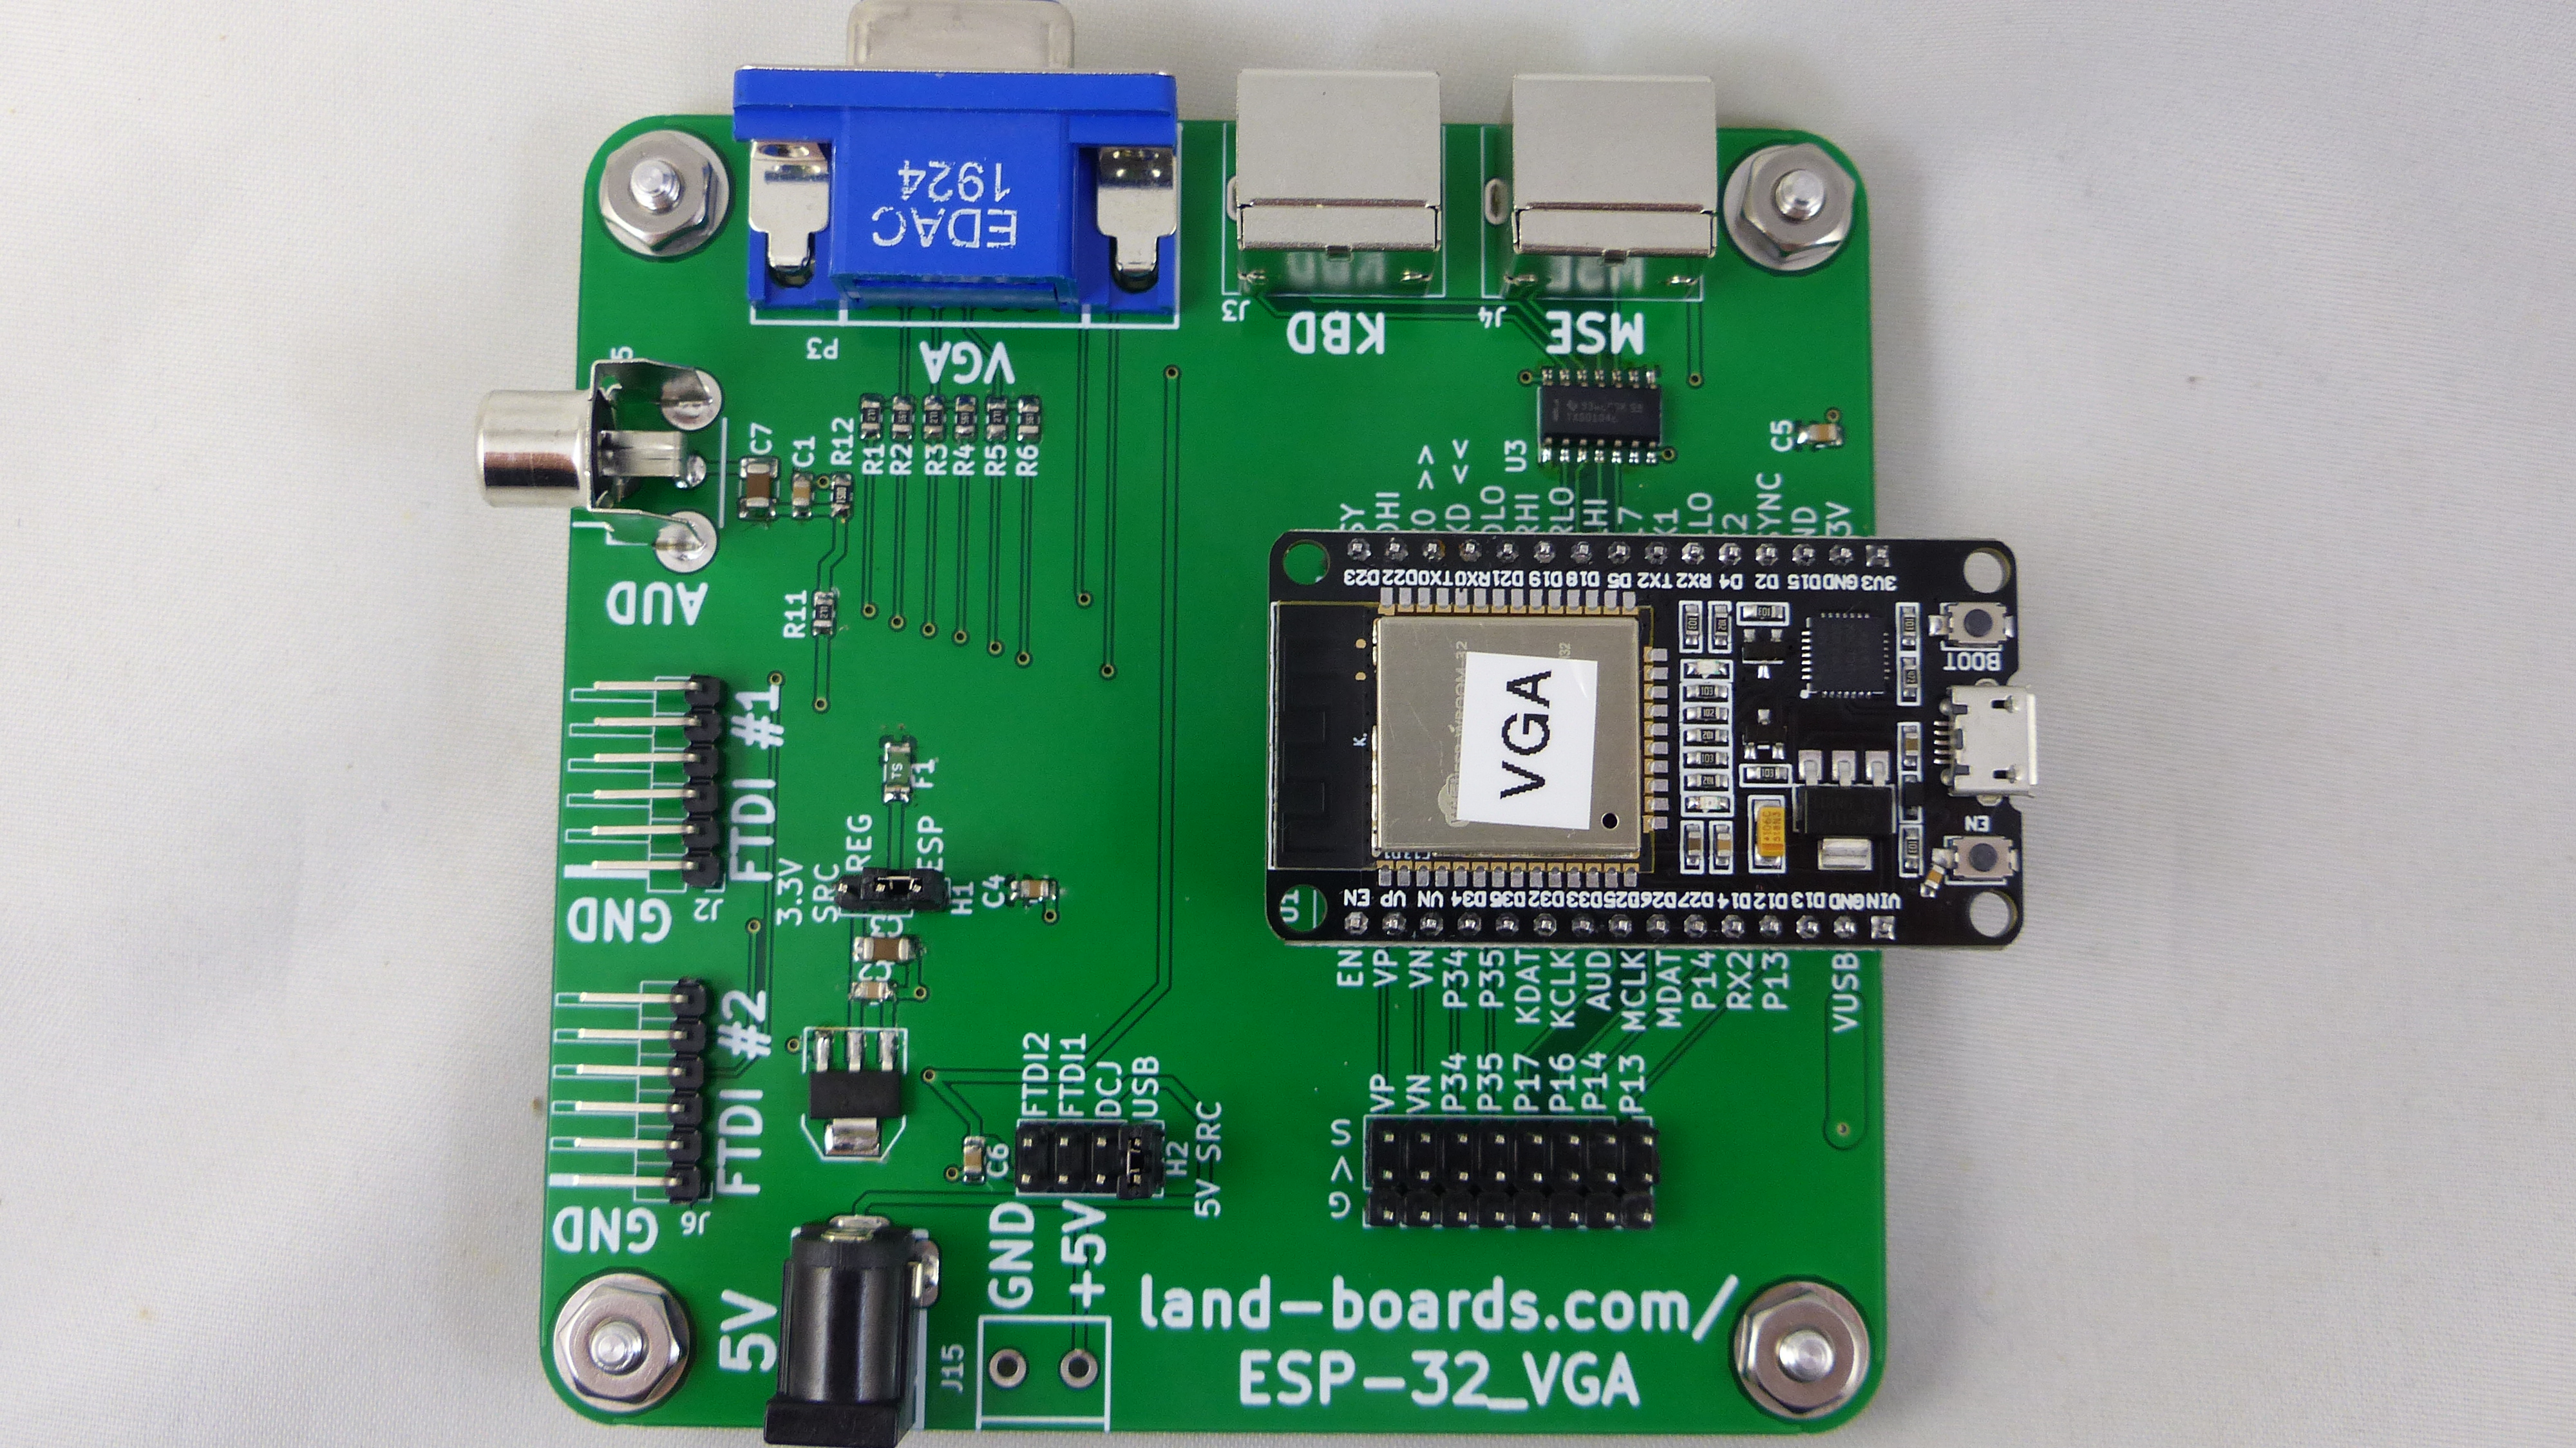 EDAC
1924
P3
VGA
J3
KBD
J4
MSE
U3
C5
C7
C1
R12
R1
R2
R3
R4
R5
R6
AUD
R11
FTDI #1
GND
J2
F1
3.3V
SRC
REG
ESP
H1
C4
FTDI #2
GND
J6
FTDI2
FTDI1
DCJ
USB
C6
H2
5V SRC
GND
+5V
5V
J15
>>
<<
D23
D22
TX0
RX0
D21
D19
D18
D5
TX2
RX2
D4
D2
D15
GND
3V3
VGA
BOOT
EN
U1
EN
VP
VN
D34
D35
D32
D33
D25
D26
D27
D14
D12
D13
GND
VIN
EN
VP
VN
P34
P35
KDAT
KCLK
AUD
MCLK
MDAT
P14
RX2
P13
VUSB
VP
VN
P34
P35
P17
P16
P14
P13
S
V
G
land-boards.com/
ESP-32_VGA